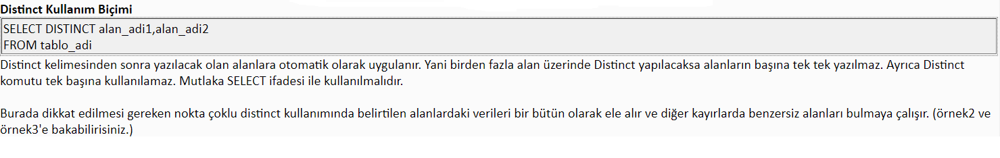 Distinct Kullanım Biçimi
SELECT DISTINCT alan_adi1,alan_adi2
FROM tablo_adi
Distinct kelimesinden sonra yazılacak olan alanlara otomatik olarak uygulanır. Yani birden fazla alan üzerinde Distinct yapılacaksa alanların başına tek tek yazılmaz. Ayrıca Distinct
komutu tek başına kullanılamaz. Mutlaka SELECT ifadesi ile kullanılmalıdır.
Burada dikkat edilmesi gereken nokta çoklu distinct kullanımında belirtilen alanlardaki verileri bir bütün olarak ele alır ve diğer kayırlarda benzersiz alanları bulmaya çalışır. (örnek2 ve
örnek3'e bakabilirisiniz.)